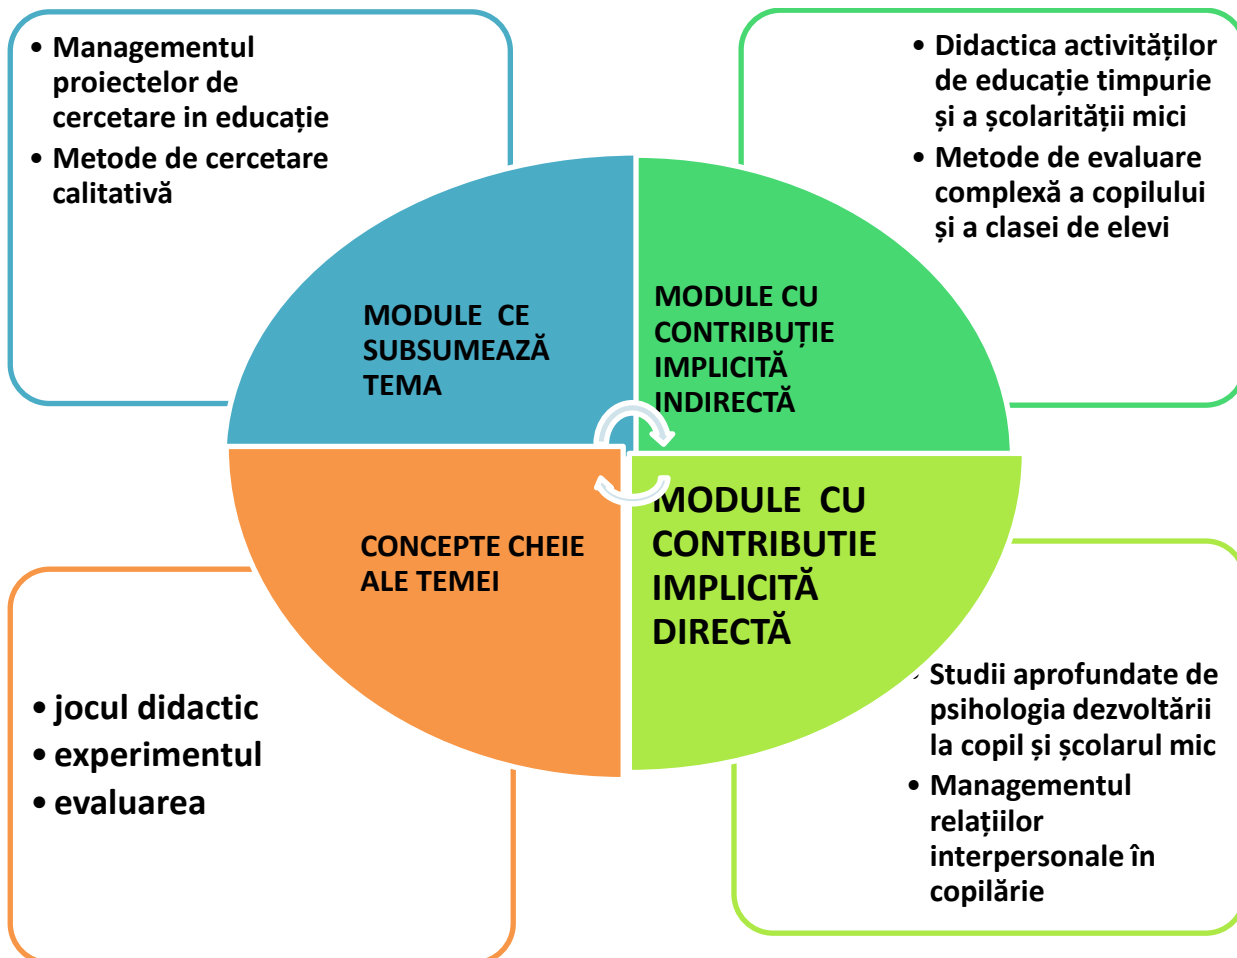 • Managementul
proiectelor de
cercetare in educație
• Metode de cercetare
calitativă
• Didactica activităților
de educație timpurie
și a școlarității mici
• Metode de evaluare
complexă a copilului
și a clasei de elevi
MODULE CE
SUBSUMEAZĂ
TEMA
MODULE CU
CONTRIBUȚIE
IMPLICITĂ
INDIRECTĂ
CONCEPTE CHEIE
ALE TEMEI
MODULE CU
CONTRIBUTIE
IMPLICITĂ
DIRECTĂ
• jocul didactic
• experimentul
• evaluarea
• Studii aprofundate de
psihologia dezvoltării
la copil și școlarul mic
• Managementul
relațiilor
interpersonale în
copilărie